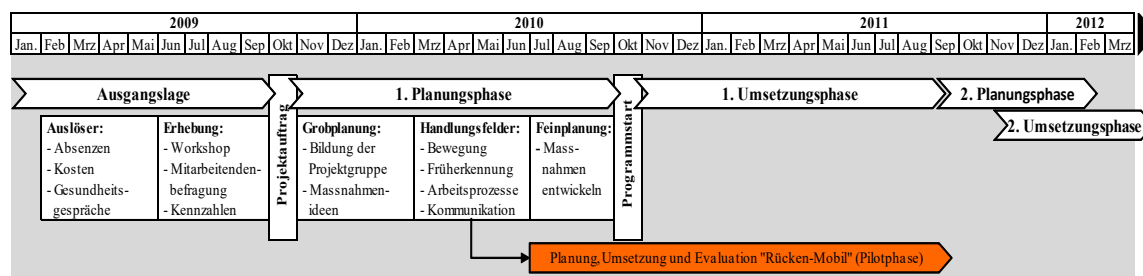 2009 2010 2011 2012
Jan. Feb Mrz Apr Mai Jun Jul Aug Sep Okt Nov Dez Jan. Feb Mrz Apr Mai Jun Jul Aug Sep Okt Nov Dez Jan. Feb Mrz Apr Mai Jun Jul Aug Sep Okt Nov Dez Jan. Feb Mrz
Ausgangslage
Projektauftrag
1. Planungsphase
Programmstart
1. Umsetzungsphase
2. Planungsphase
2. Umsetzungsphase
Auslöser:
- Absenzen
- Kosten
- Gesundheits-
gespräche
Erhebung:
- Workshop
- Mitarbeitenden-
befragung
- Kennzahlen
Grobplanung:
- Bildung der
Projektgruppe
- Massnahmen-
ideen
Handlungsfelder:
- Bewegung
- Früherkennung
- Arbeitsprozesse
- Kommunikation
Feinplanung:
- Mass-
nahmen
entwickeln
Planung, Umsetzung und Evaluation "Rücken-Mobil" (Pilotphase)